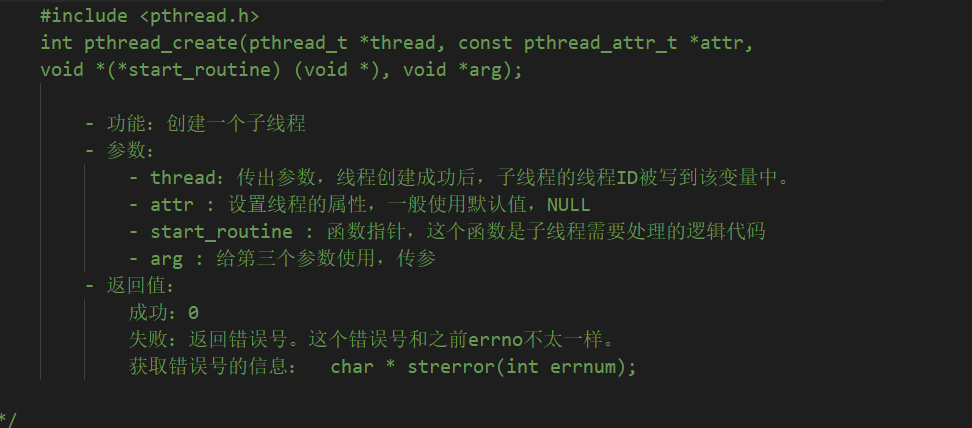 #include <pthread.h>
int pthread_create(pthread_t *thread, const pthread_attr_t *attr,
void *(*start_routine) (void *), void *arg);
- 功能：创建一个子线程
- 参数：
- thread：传出参数，线程创建成功后，子线程的线程ID被写到该变量中。
- attr : 设置线程的属性，一般使用默认值，NULL
- start_routine : 函数指针，这个函数是子线程需要处理的逻辑代码
- arg : 给第三个参数使用，传参
- 返回值：
成功：0
失败：返回错误号。这个错误号和之前errno不太一样。
获取错误号的信息： char * strerror(int errnum);
*/